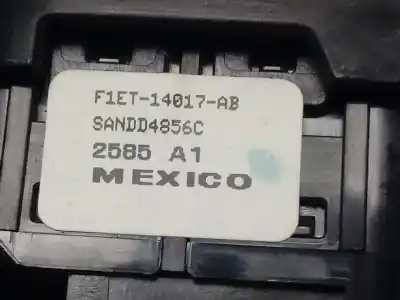 F1ET-14017-AB
SANDD4856C
2585 A1
MEXICO